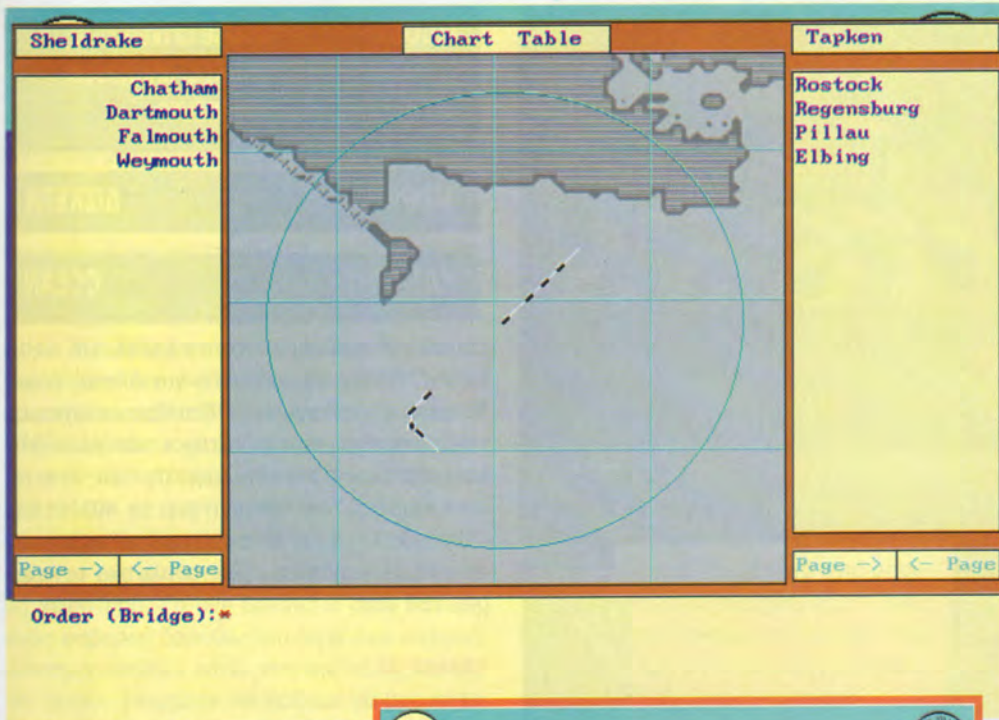 Sheldrake
Chart Table
Tapken
Chatham
Dartmouth
Falmouth
Weymouth
Rostock
Regensburg
Pillau
Elbing
Page ->
<- Page
Page ->
<- Page
Order (Bridge):*